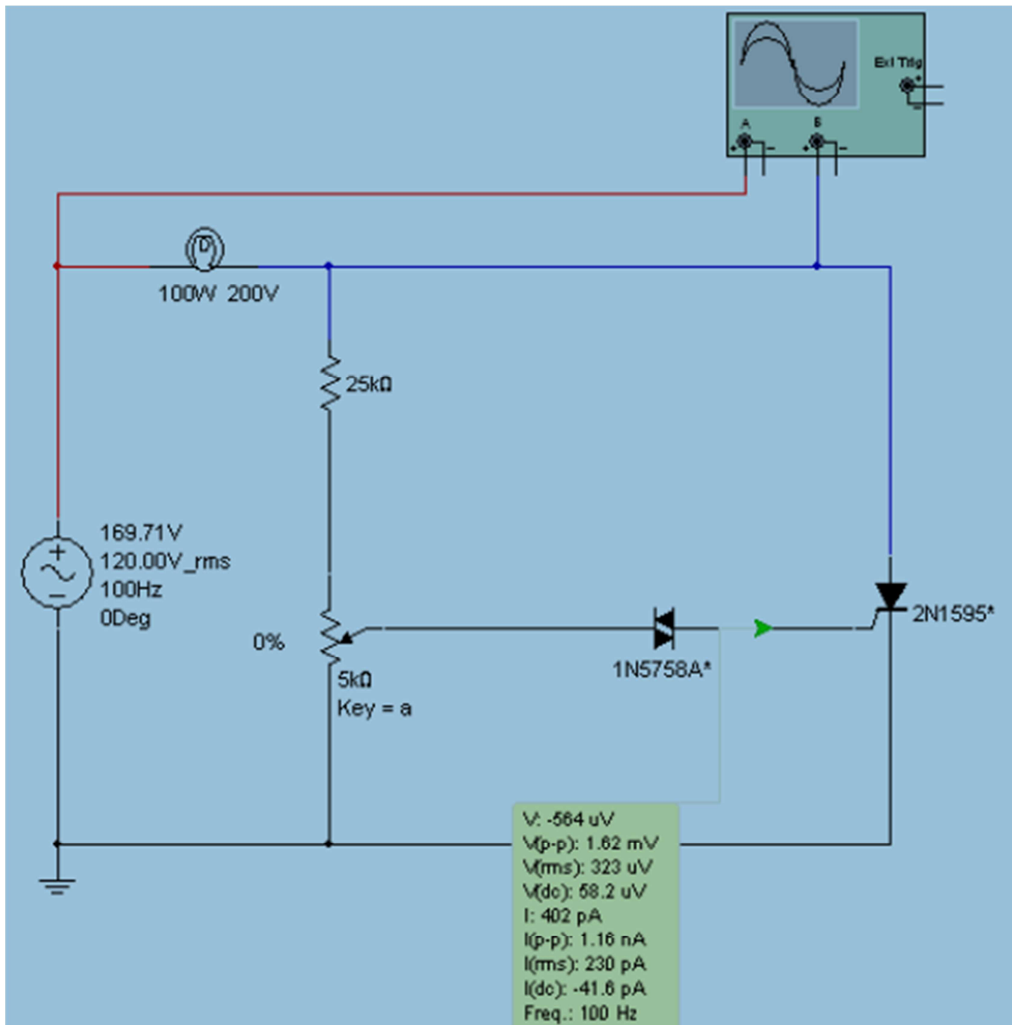 Ext Trig
+
−
A
B
+ −
+ −
100W 200V
25kΩ
169.71V
120.00V_rms
100Hz
0Deg
0%
5kΩ
Key = a
1N5758A*
2N1595*
V: -564 uV
V(p-p): 1.62 mV
V(rms): 323 uV
V(dc): 58.2 uV
I: 402 pA
I(p-p): 1.16 nA
I(rms): 230 pA
I(dc): -41.6 pA
Freq.: 100 Hz